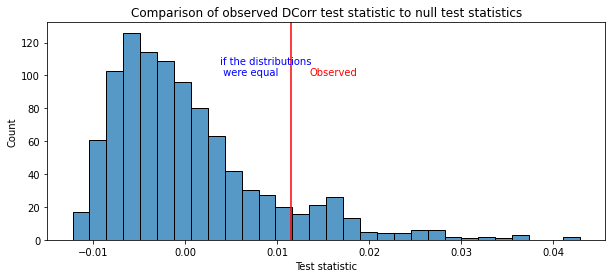 Comparison of observed DCorr test statistic to null test statistics
120
100
80
60
40
20
0
Count
if the distributions
were equal
Observed
−0.01
0.00
0.01
0.02
0.03
0.04
Test statistic